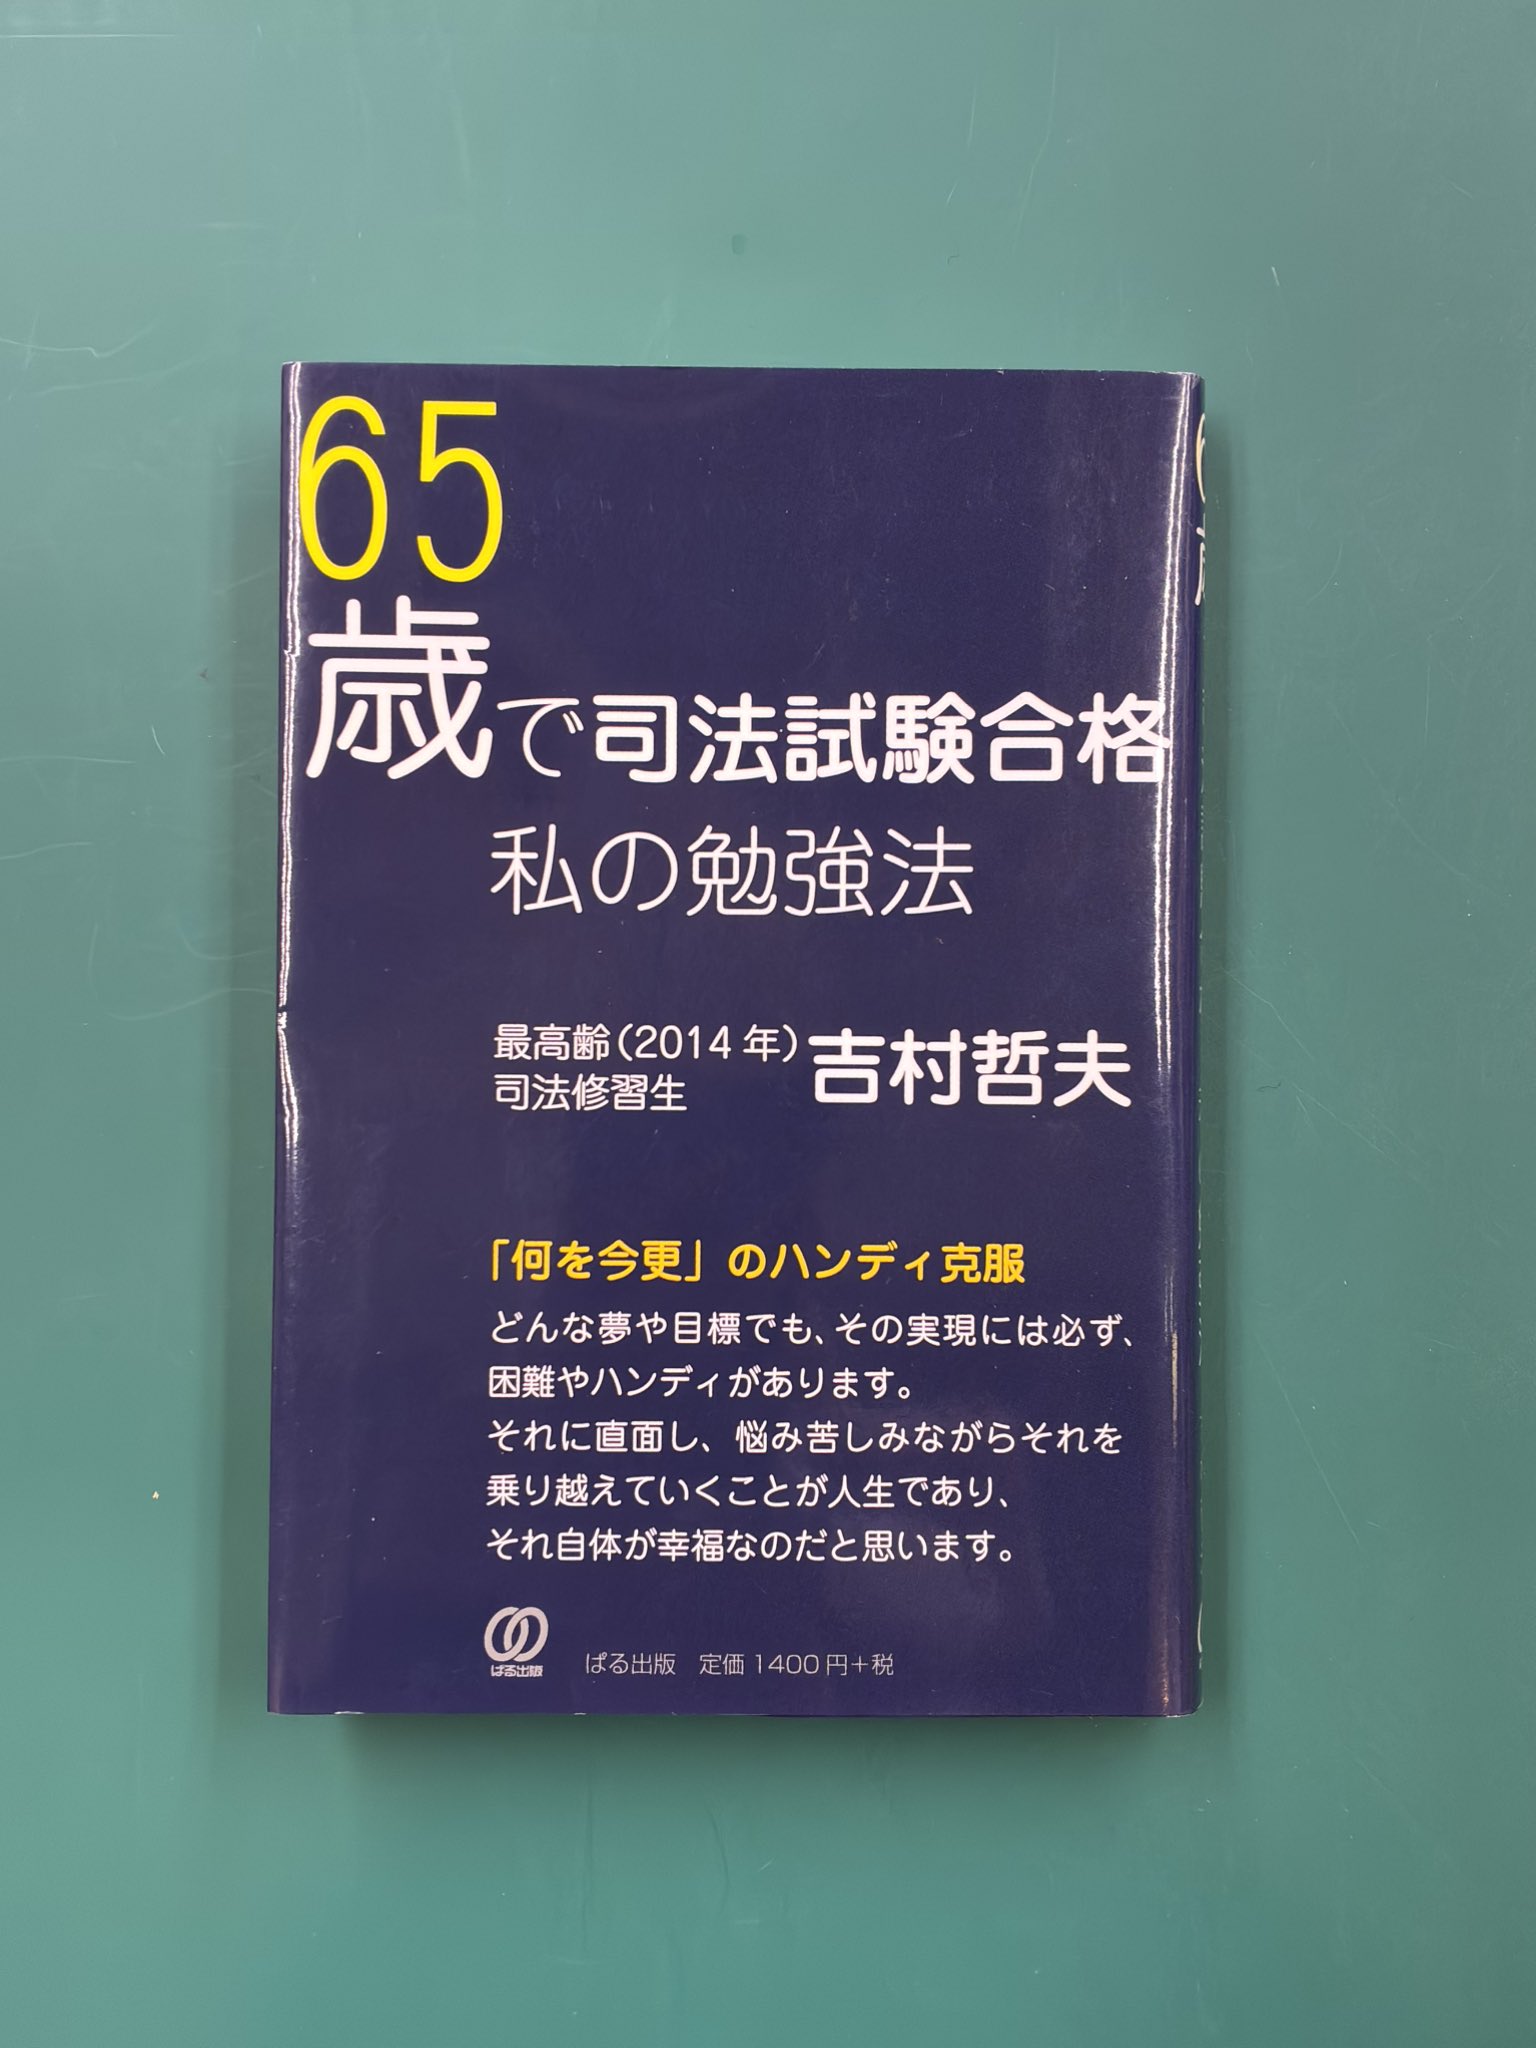 65
歳で司法試験合格
私の勉強法
最高齢(2014年)
司法修習生
吉村哲夫
「何を今更」のハンディ克服
どんな夢や目標でも、その実現には必ず、
困難やハンディがあります。
それに直面し、悩み苦しみながらそれを
乗り越えていくことが人生であり、
それ自体が幸福なのだと思います。
ぱる出版
ぱる出版 定価1400円+税